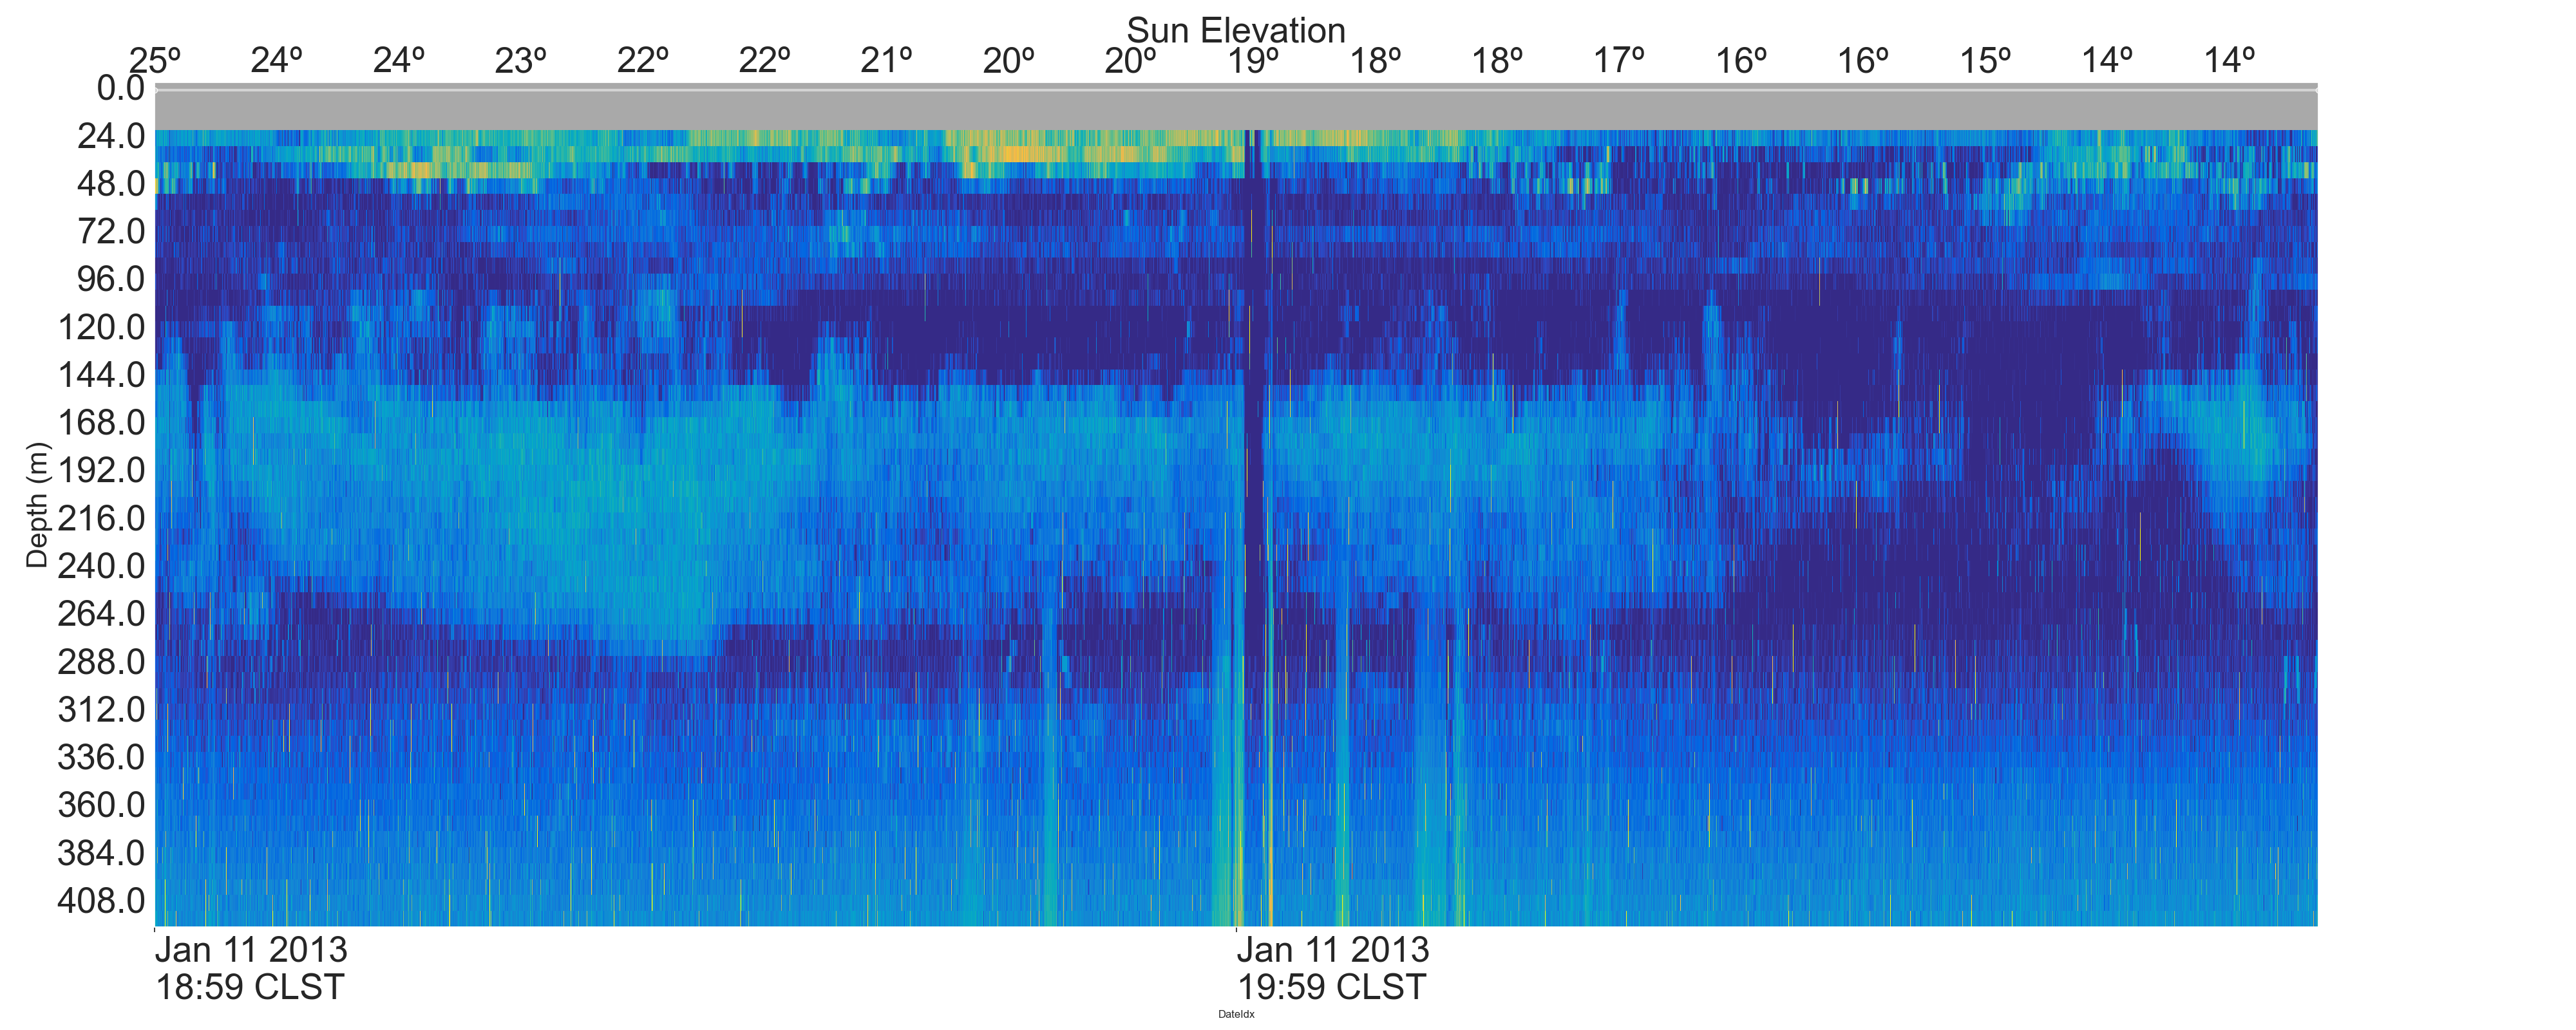 Sun Elevation
25º 24º 24º 23º 22º 22º 21º 20º 20º 19º 18º 18º 17º 16º 16º 15º 14º 14º
0.0
24.0
48.0
72.0
96.0
120.0
144.0
168.0
192.0
216.0
240.0
264.0
288.0
312.0
336.0
360.0
384.0
408.0
Depth (m)
Jan 11 2013
18:59 CLST
Jan 11 2013
19:59 CLST
DateIdx